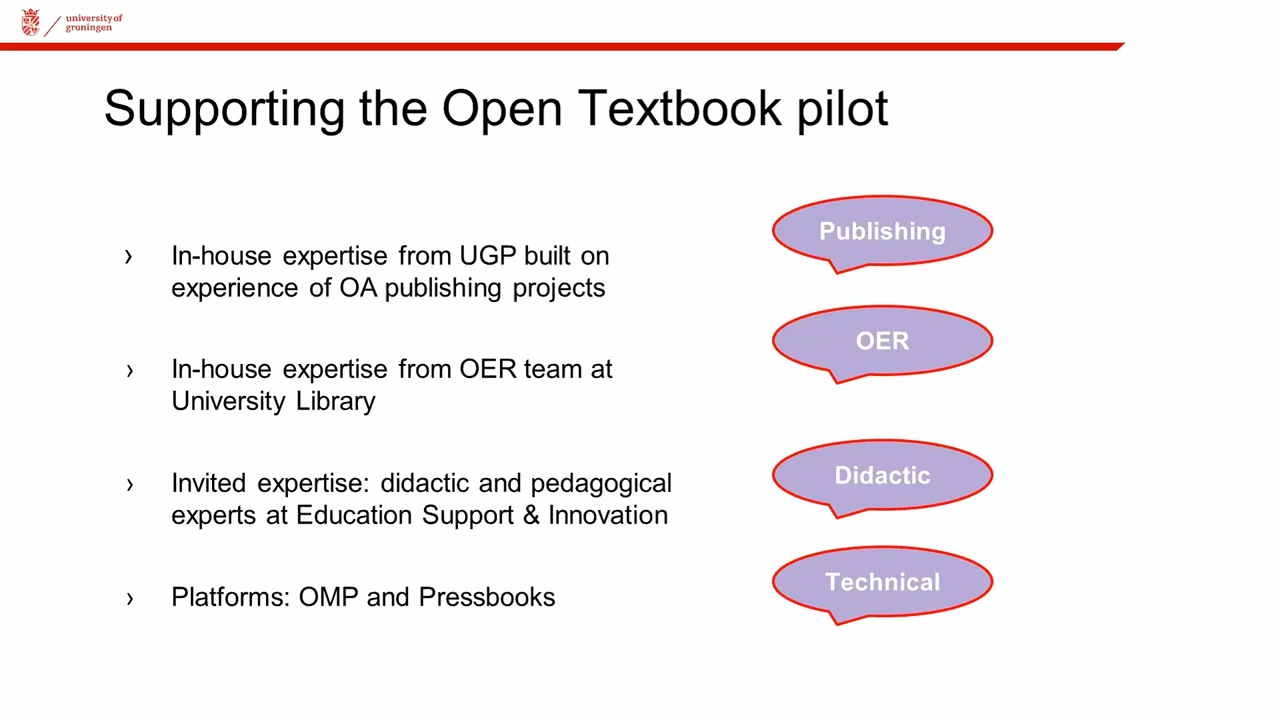 university of
groningen
Supporting the Open Textbook pilot
› In-house expertise from UGP built on
experience of OA publishing projects
Publishing
› In-house expertise from OER team at
University Library
OER
› Invited expertise: didactic and pedagogical
experts at Education Support & Innovation
Didactic
› Platforms: OMP and Pressbooks
Technical